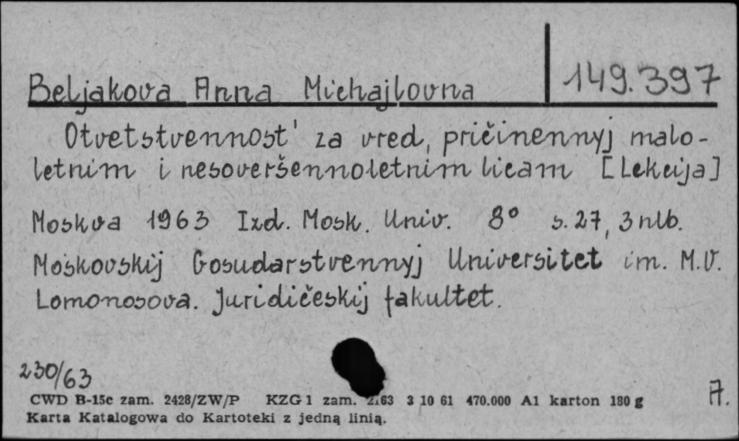 Beljakova Anna Michajlovna 149.397
Otvetstvennost' za vred, pričinennyj malo-
letnim i nesoveršennoletnim licam [Lekcija]
Moskva 1963 Izd. Mosk. Univ. 8° s. 27, 3 nlb.
Moskovskij Gosudarstvennyj Universitet im. M.V.
Lomonosova. Juridičeskij fakultet.
230/63
CWD B-15c zam. 2428/ZW/P KZG 1 zam. 2.63 3 10 61 470.000 A1 karton 180 g
Karta Katalogowa do Kartoteki z jedną linią.
A.